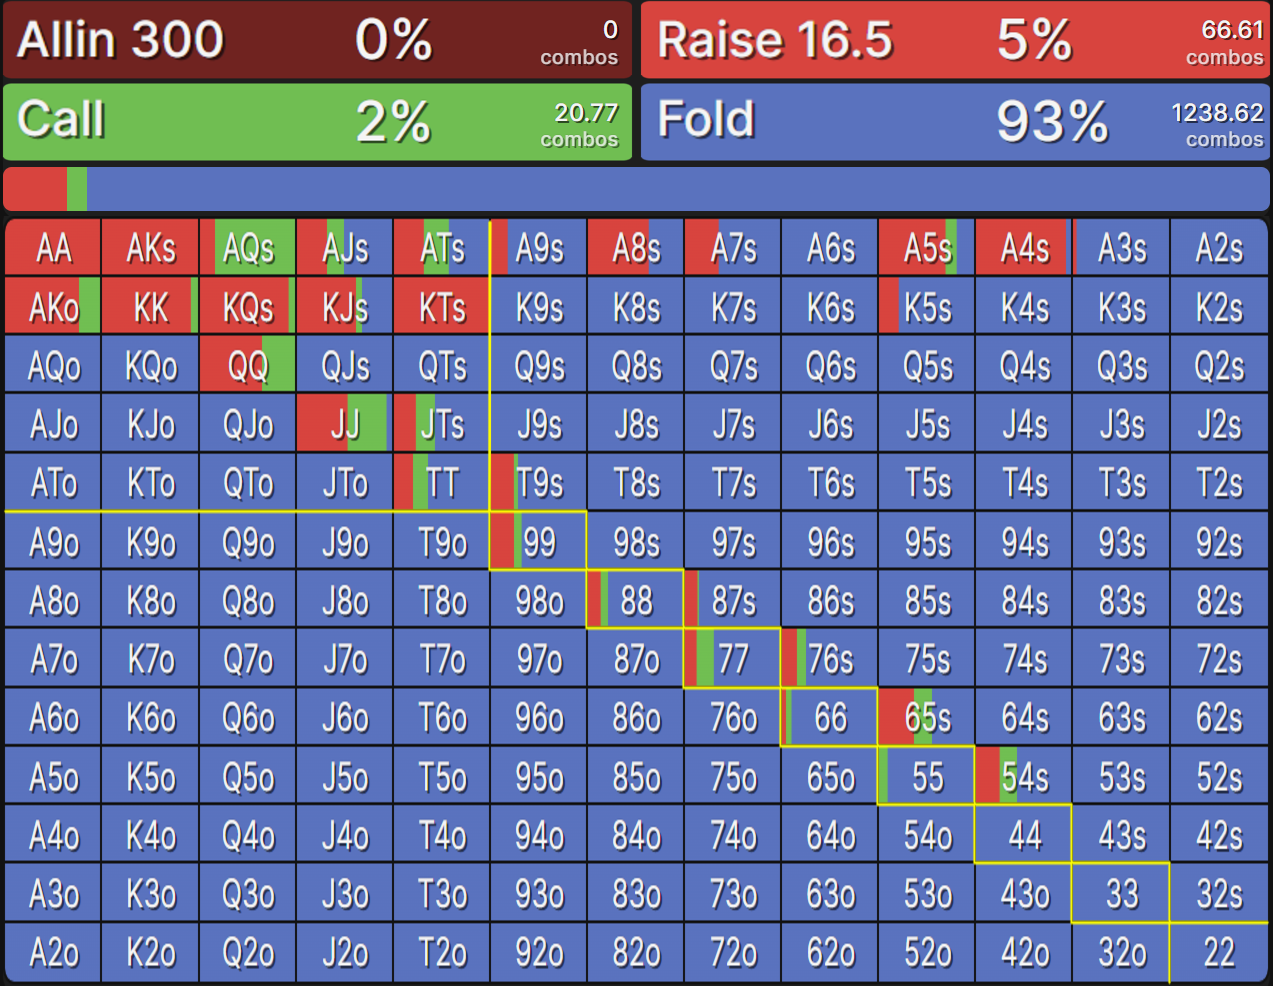 Allin 300 0% 0 combos Raise 16.5 5% 66.61 combos
Call 2% 20.77 combos Fold 93% 1238.62 combos
AA AKs AQs AJs ATs A9s A8s A7s A6s A5s A4s A3s A2s
AKo KK KQs KJs KTs K9s K8s K7s K6s K5s K4s K3s K2s
AQo KQo QQ QJs QTs Q9s Q8s Q7s Q6s Q5s Q4s Q3s Q2s
AJo KJo QJo JJ JTs J9s J8s J7s J6s J5s J4s J3s J2s
ATo KTo QTo JTo TT T9s T8s T7s T6s T5s T4s T3s T2s
A9o K9o Q9o J9o T9o 99 98s 97s 96s 95s 94s 93s 92s
A8o K8o Q8o J8o T8o 98o 88 87s 86s 85s 84s 83s 82s
A7o K7o Q7o J7o T7o 97o 87o 77 76s 75s 74s 73s 72s
A6o K6o Q6o J6o T6o 96o 86o 76o 66 65s 64s 63s 62s
A5o K5o Q5o J5o T5o 95o 85o 75o 65o 55 54s 53s 52s
A4o K4o Q4o J4o T4o 94o 84o 74o 64o 54o 44 43s 42s
A3o K3o Q3o J3o T3o 93o 83o 73o 63o 53o 43o 33 32s
A2o K2o Q2o J2o T2o 92o 82o 72o 62o 52o 42o 32o 22